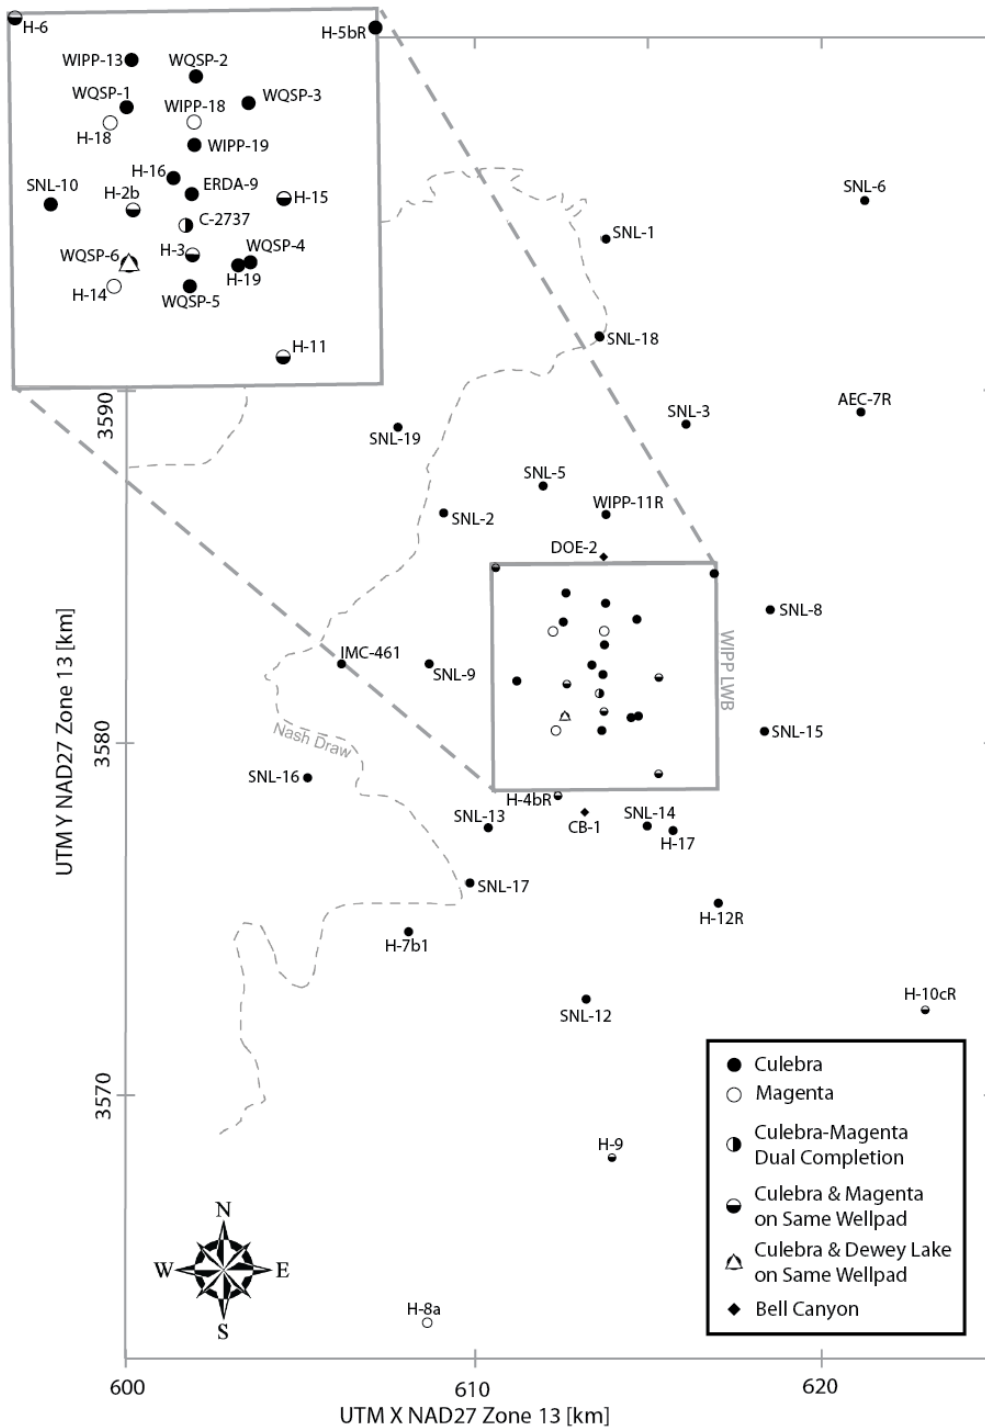 H-6
H-5bR
WIPP-13
WQSP-2
WQSP-1
WIPP-18
WQSP-3
H-18
WIPP-19
H-16
SNL-10
H-2b
ERDA-9
H-15
C-2737
WQSP-6
H-3
WQSP-4
H-19
H-14
WQSP-5
H-11
SNL-6
SNL-1
SNL-18
3590
SNL-3
AEC-7R
SNL-19
SNL-5
SNL-2
WIPP-11R
DOE-2
SNL-8
IMC-461
SNL-9
WIPP LWB
SNL-15
3580
Nash Draw
SNL-16
H-4bR
SNL-13
CB-1
SNL-14
H-17
SNL-17
H-12R
H-7b1
H-10cR
SNL-12
UTM Y NAD27 Zone 13 [km]
3570
H-9
H-8a
Culebra
Magenta
Culebra-Magenta
Dual Completion
Culebra & Magenta
on Same Wellpad
Culebra & Dewey Lake
on Same Wellpad
Bell Canyon
N
W
E
S
600
610
620
UTM X NAD27 Zone 13 [km]